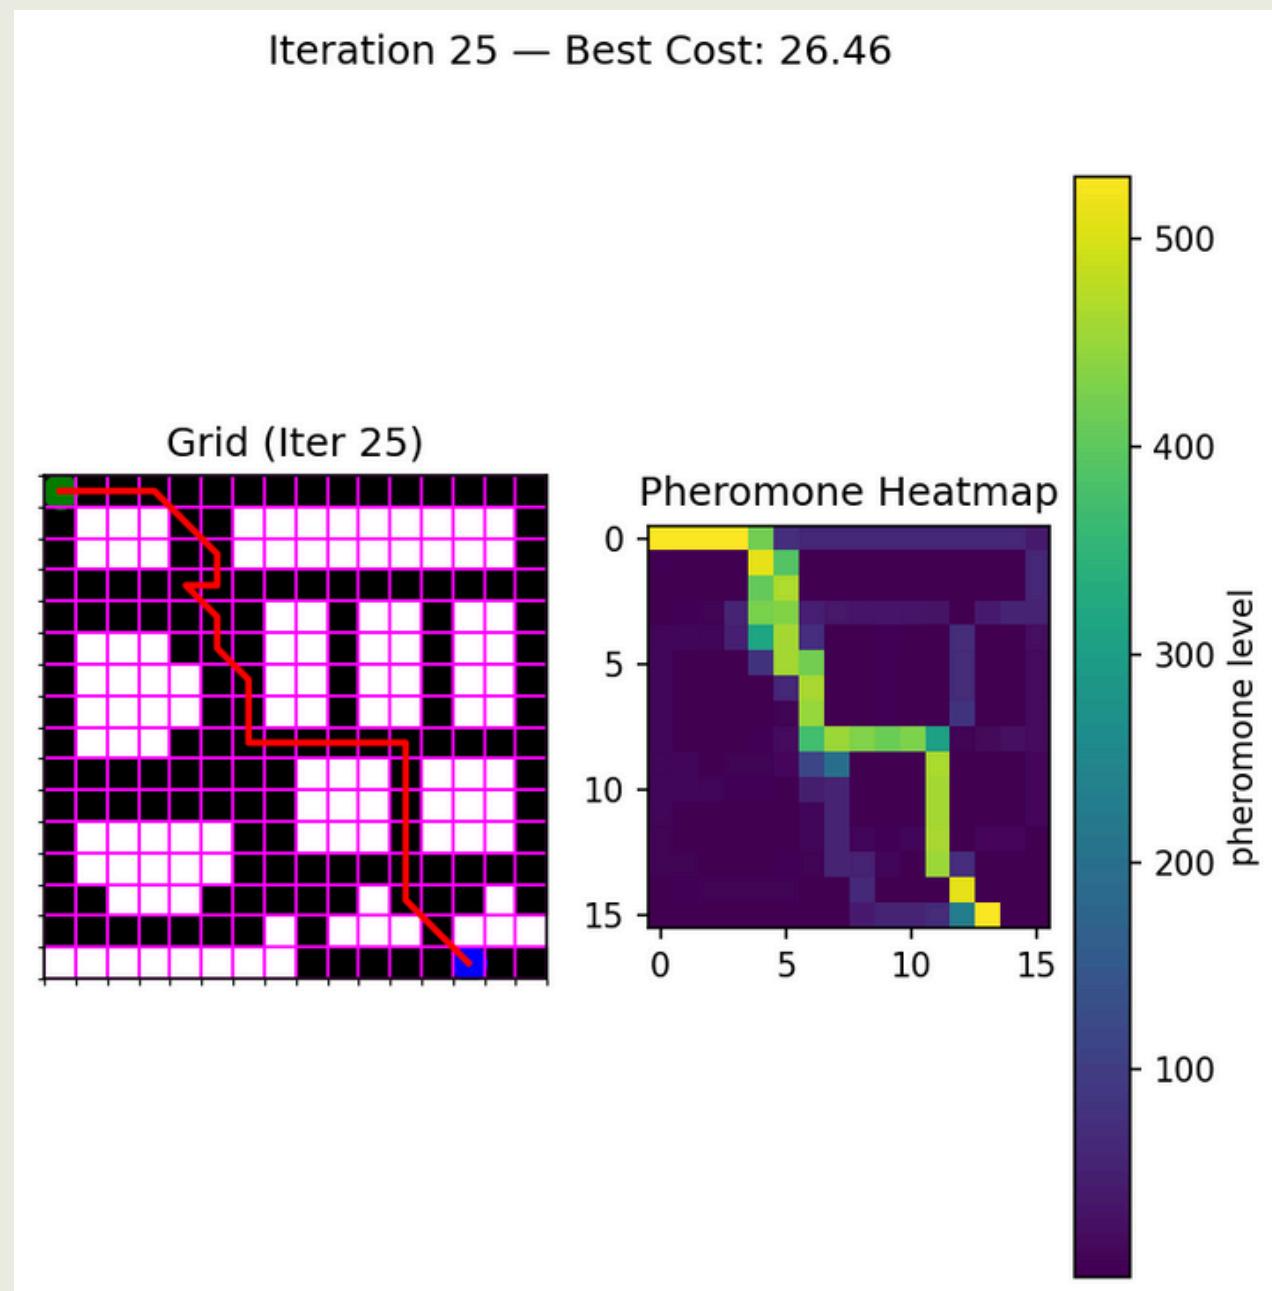 Iteration 25 — Best Cost: 26.46
Grid (Iter 25)
Pheromone Heatmap
0
5
10
15
0 5 10 15
500
400
300
200
100
pheromone level